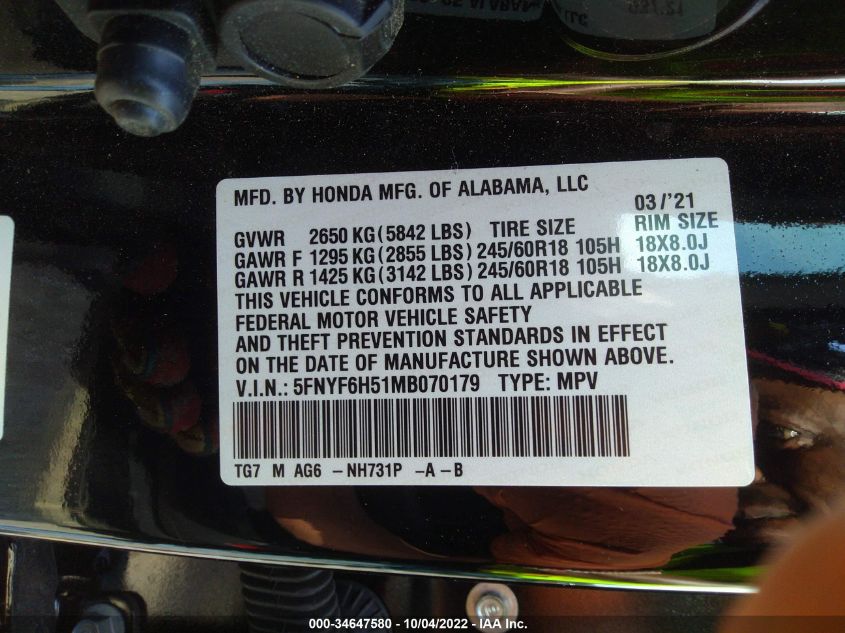 LLC
MFD. BY HONDA MFG. OF ALABAMA, LLC
03/'21
GVWR 2650 KG (5842 LBS) TIRE SIZE RIM SIZE
GAWR F 1295 KG (2855 LBS) 245/60R18 105H 18X8.0J
GAWR R 1425 KG (3142 LBS) 245/60R18 105H 18X8.0J
THIS VEHICLE CONFORMS TO ALL APPLICABLE
FEDERAL MOTOR VEHICLE SAFETY
AND THEFT PREVENTION STANDARDS IN EFFECT
ON THE DATE OF MANUFACTURE SHOWN ABOVE.
V.I.N.: 5FNYF6H51MB070179 TYPE: MPV
TG7 M AG6 -NH731P -A -B
000-34647580 - 10/04/2022 - IAA Inc.